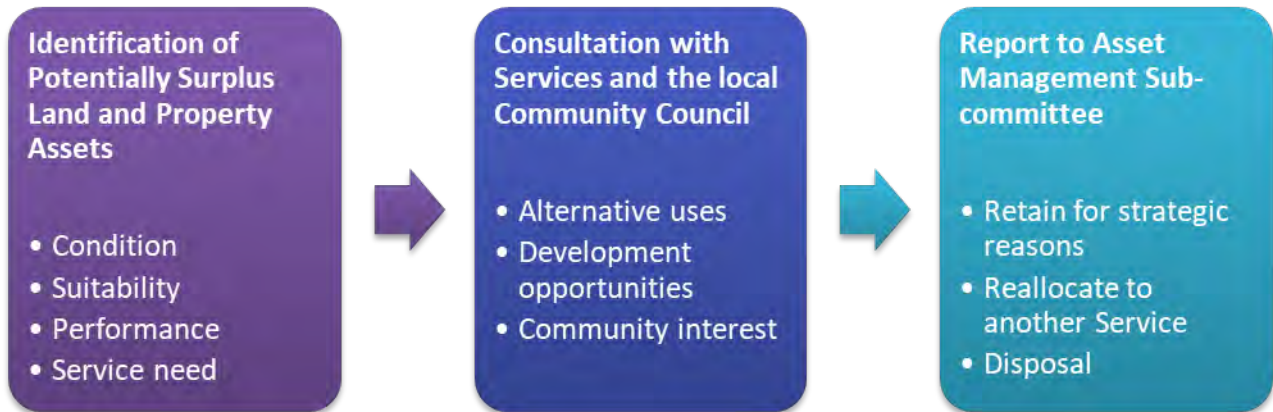 Identification of
Potentially Surplus
Land and Property
Assets
• Condition
• Suitability
• Performance
• Service need
Consultation with
Services and the local
Community Council
• Alternative uses
• Development
opportunities
• Community interest
Report to Asset
Management Sub-
committee
• Retain for strategic
reasons
• Reallocate to
another Service
• Disposal